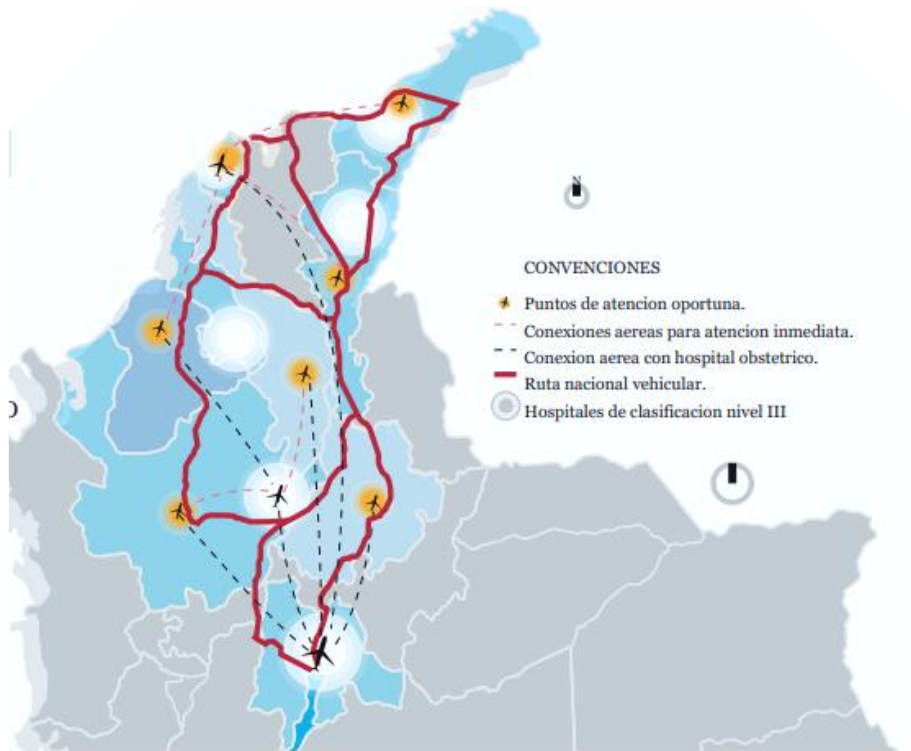 N
CONVENCIONES
Puntos de atencion oportuna.
Conexiones aereas para atencion inmediata.
Conexion aerea con hospital obstetrico.
Ruta nacional vehicular.
Hospitales de clasificacion nivel III
O